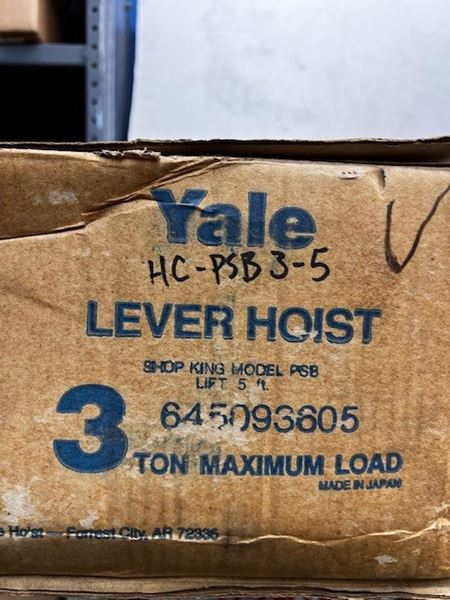 Yale
HC-PSB 3-5
LEVER HOIST
SHOP KING MODEL PSB
LIFT 5 ft.
645093605
3
TON MAXIMUM LOAD
MADE IN JAPAN
Hoist — Forrest City, AR 72336